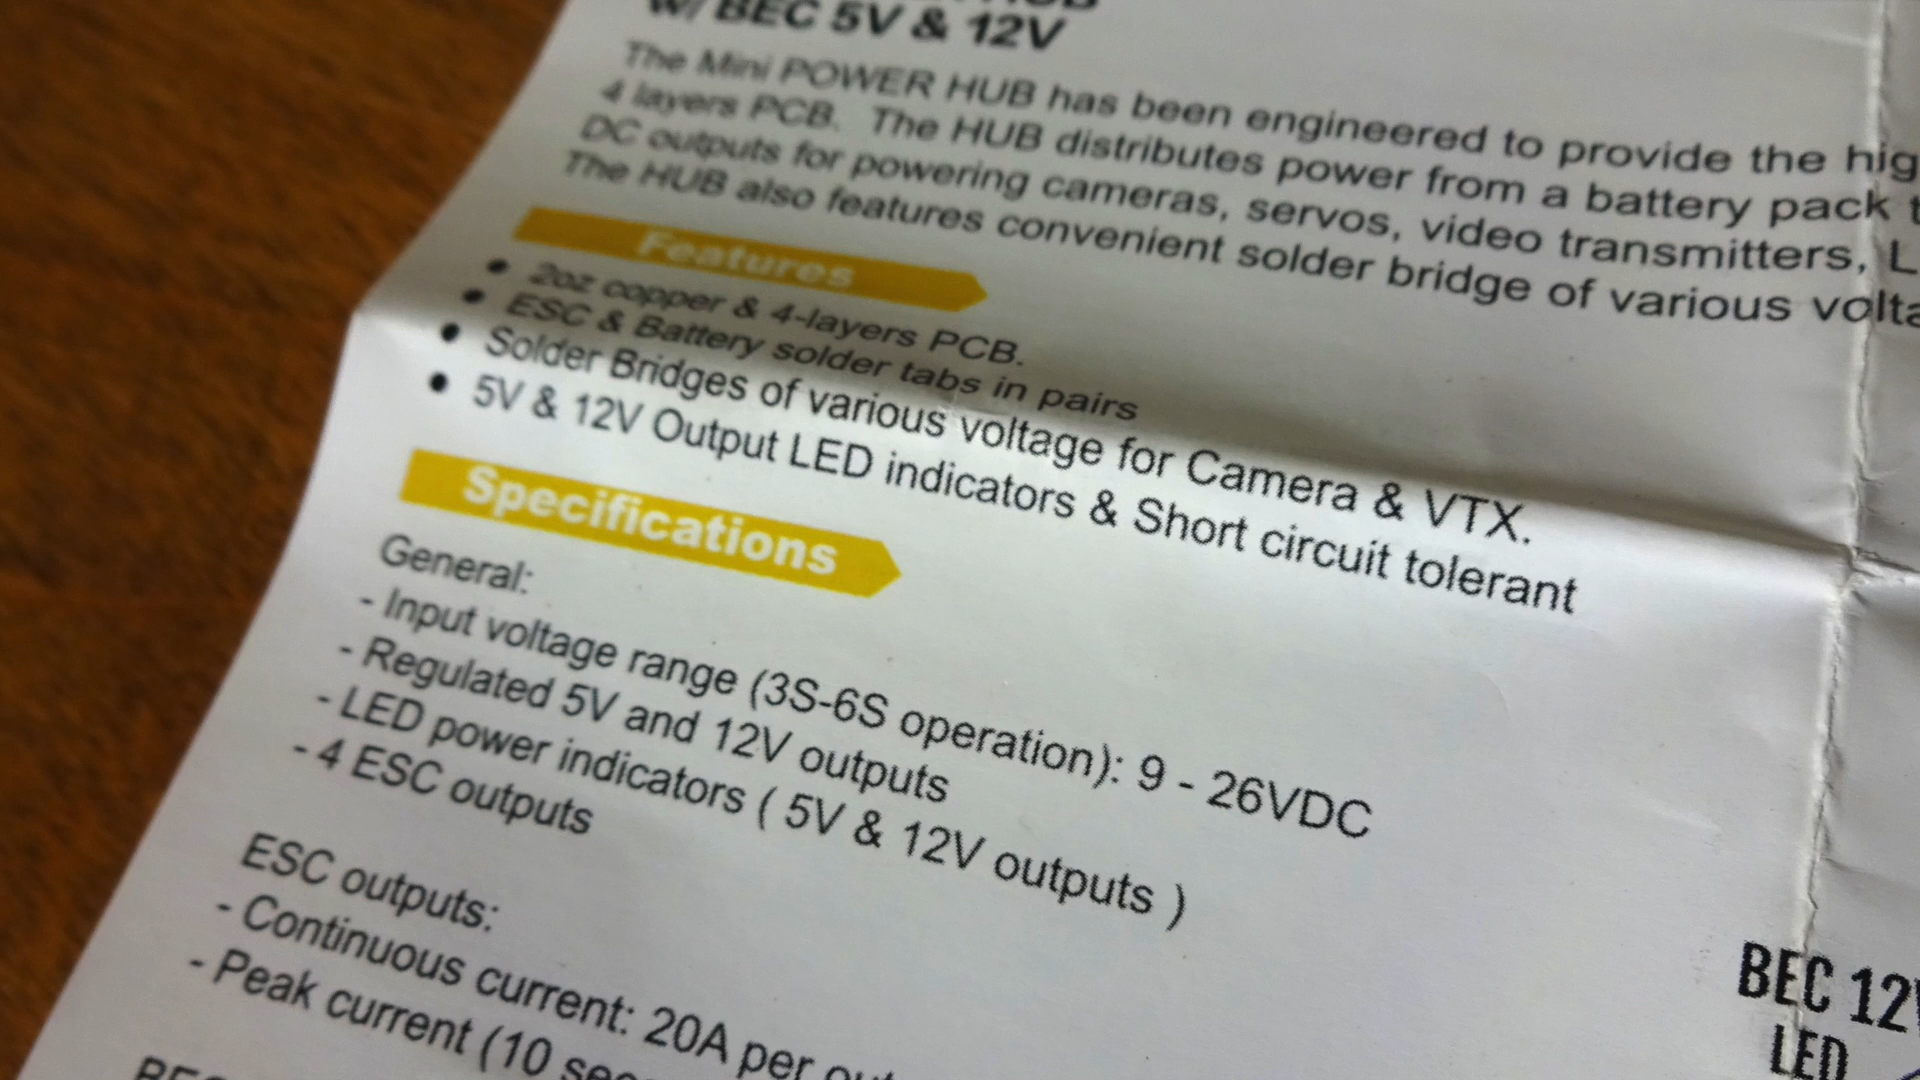 w/ BEC 5V & 12V
The Mini POWER HUB has been engineered to provide the hig
4 layers PCB. The HUB distributes power from a battery pack t
DC outputs for powering cameras, servos, video transmitters, L
The HUB also features convenient solder bridge of various volta
Features
• 2oz copper & 4-layers PCB.
• ESC & Battery solder tabs in pairs
• Solder Bridges of various voltage for Camera & VTX.
• 5V & 12V Output LED indicators & Short circuit tolerant
Specifications
General:
- Input voltage range (3S-6S operation): 9 - 26VDC
- Regulated 5V and 12V outputs
- LED power indicators ( 5V & 12V outputs )
- 4 ESC outputs
ESC outputs:
- Continuous current: 20A per out
- Peak current (10 sec
BEC
BEC 12V
LED